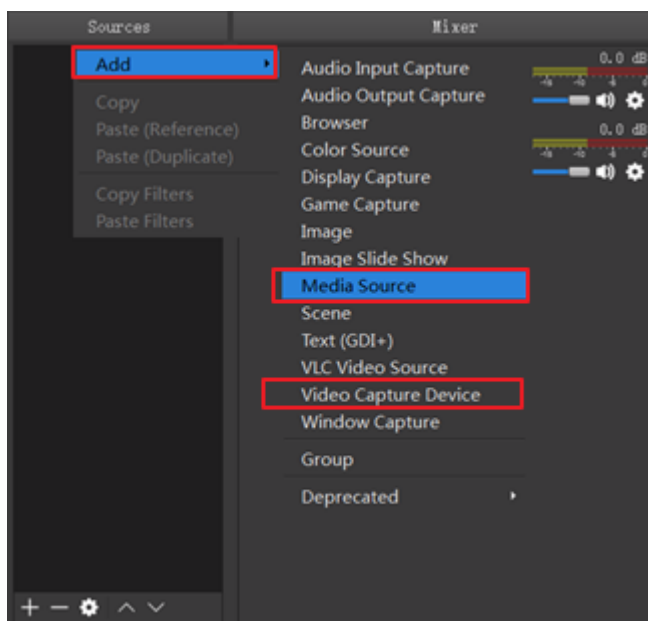 Sources
Mixer
Add
Copy
Paste (Reference)
Paste (Duplicate)
Copy Filters
Paste Filters
Audio Input Capture
Audio Output Capture
Browser
Color Source
Display Capture
Game Capture
Image
Image Slide Show
Media Source
Scene
Text (GDI+)
VLC Video Source
Video Capture Device
Window Capture
Group
Deprecated
0.0 dB
0.0 dB